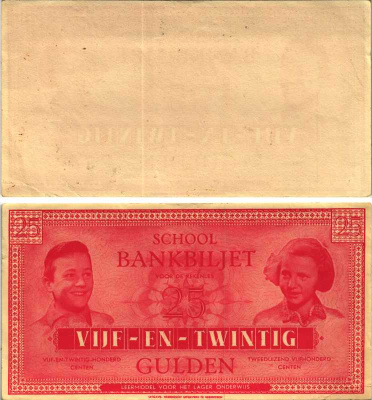 25 25
SCHOOL
BANKBILJET
25
VIJF-EN-TWINTIG
VIJF-EN-TWINTIG-HONDERD
CENTEN
GULDEN
TWEEDUIZEND VIJFHONDERD
CENTEN
LEERMIDDEL VOOR HET LAGER ONDERWIJS